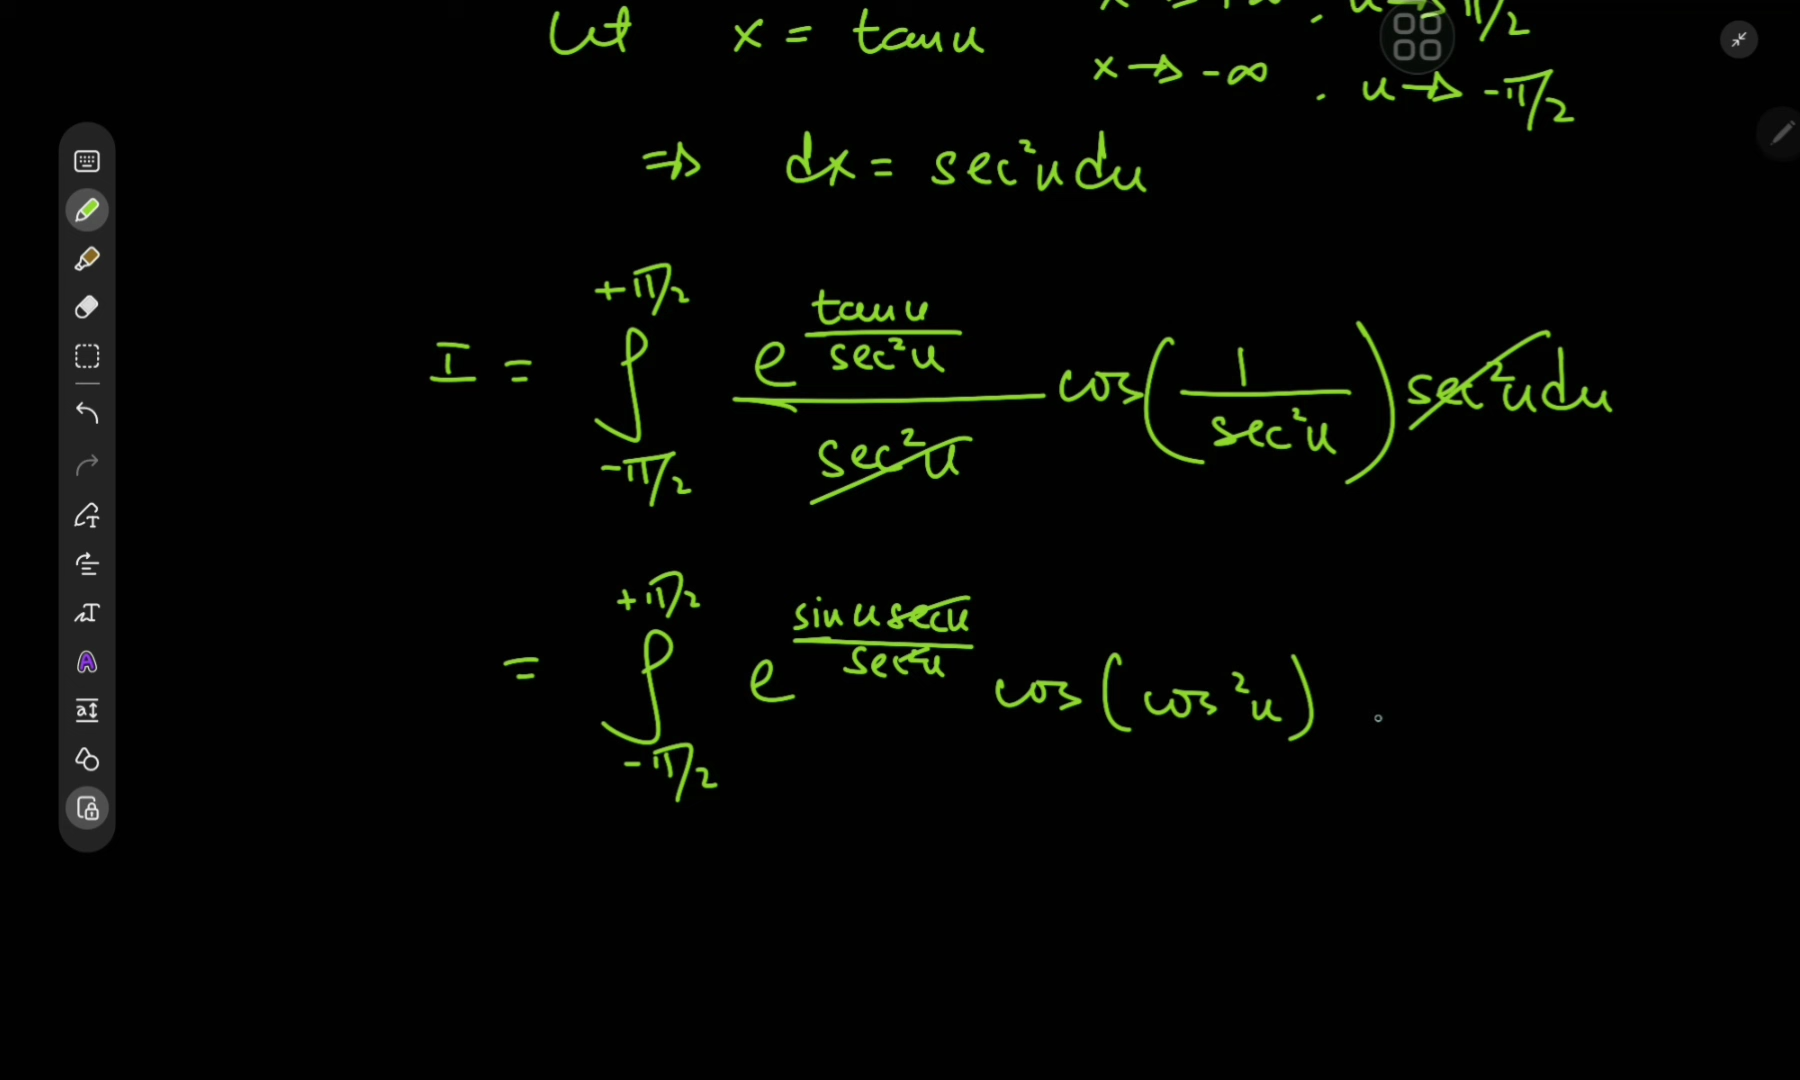 Let x = tan u . u → π/2
x → -∞ . u → -π/2
⇒ dx = sec²u du
I = ∫_{-π/2}^{+π/2} e^{tan u / sec²u} / sec²u cos(1 / sec²u) sec²u du
= ∫_{-π/2}^{+π/2} e^{sin u sec u / sec²u} cos(cos²u)